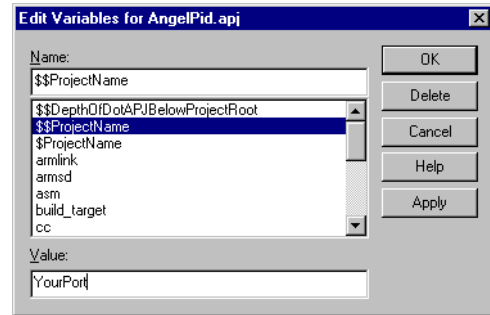 Edit Variables for AngelPid.apj
Name:
$$ProjectName
$$DepthOfDotAPJBelowProjectRoot
$$ProjectName
$ProjectName
armlink
armsd
asm
build_target
cc
Value:
YourPort
OK
Delete
Cancel
Help
Apply